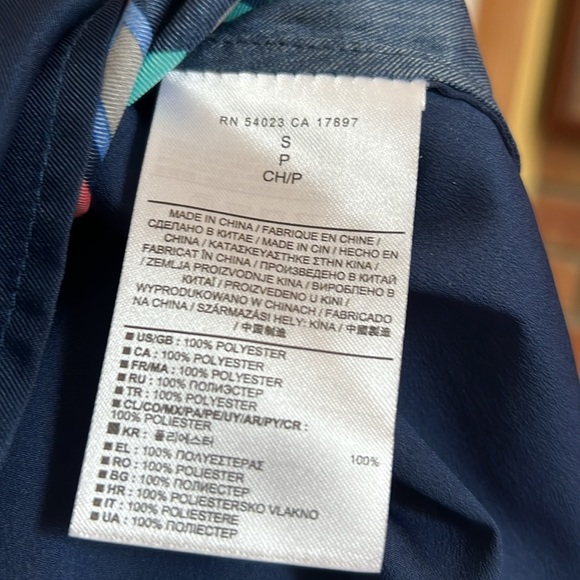 RN 54023 CA 17697
S
P
CH/P
MADE IN CHINA / FABRIQUE EN CHINE /
СДЕЛАНО В КИТАЕ / MADE IN CIN / HECHO EN
CHINA / ΚΑΤΑΣΚΕΥΑΣΤΗΚΕ ΣΤΗΝ ΚΙΝΑ /
FABRICAT ÎN CHINA / ПРОИЗВЕДЕНО В КИТАЙ
/ ZEMLJA PROIZVODNJE KINA / ВИРОБЛЕНО В
КИТАЇ / PROIZVEDENO U KINI /
WYPRODUKOWANO W CHINACH / FABRICADO
NA CHINA / SZÁRMAZÁSI HELY: KÍNA / 中國製造
/ 中国制造
US/GB : 100% POLYESTER
CA : 100% POLYESTER
FR/MA : 100% POLYESTER
RU : 100% ПОЛИЭСТЕР
TR : 100% POLYESTER
CL/CO/MX/PA/PE/UY/AR/PY/CR :
100% POLIESTER
KR : 폴리에스터 100%
EL : 100% ΠΟΛΥΕΣΤΕΡΑΣ
RO : 100% POLIESTER
BG : 100% ПОЛИЕСТЕР
HR : 100% POLIESTERSKO VLAKNO
IT : 100% POLIESTERE
UA : 100% ПОЛІЕСТЕР